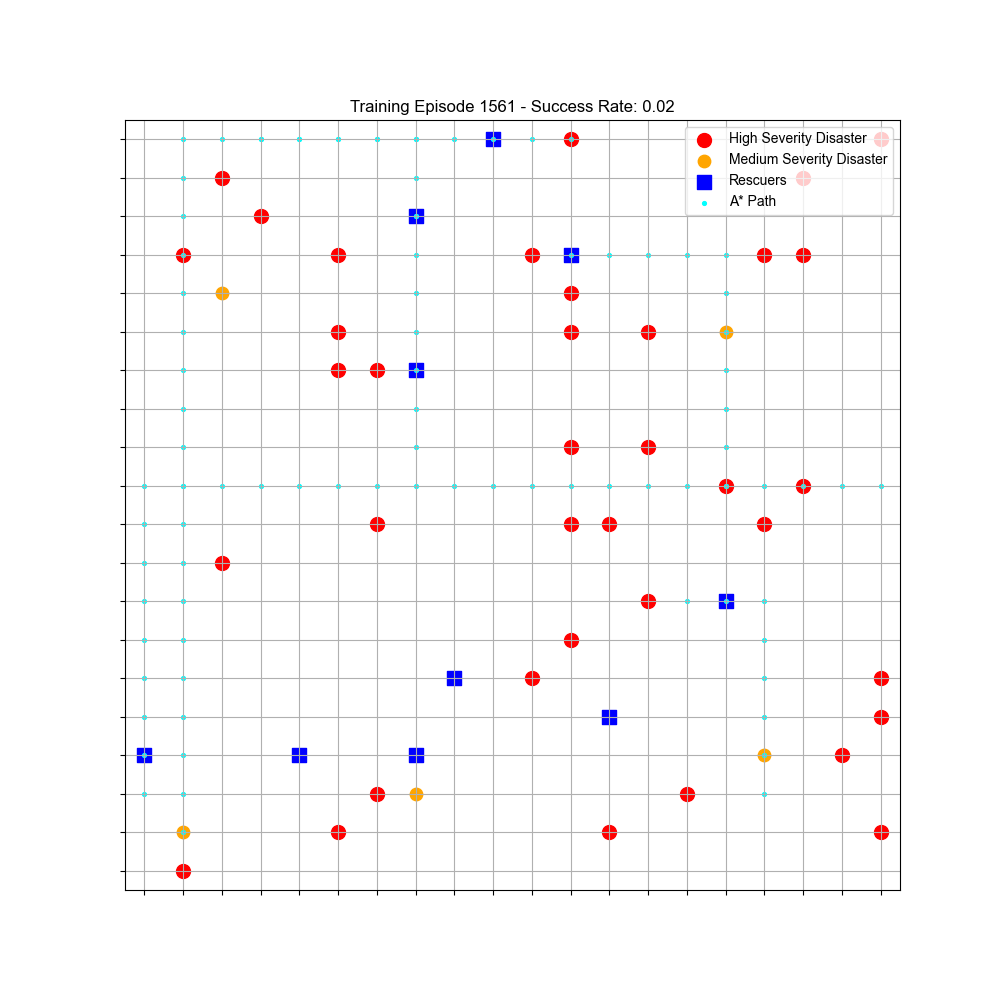 Training Episode 1561 - Success Rate: 0.02
High Severity Disaster
Medium Severity Disaster
Rescuers
A* Path